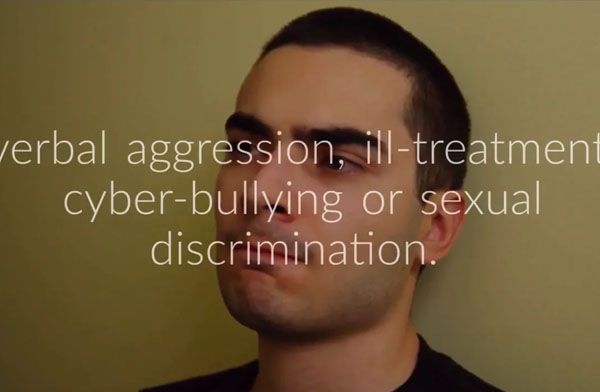 verbal aggression, ill-treatment
cyber-bullying or sexual
discrimination.